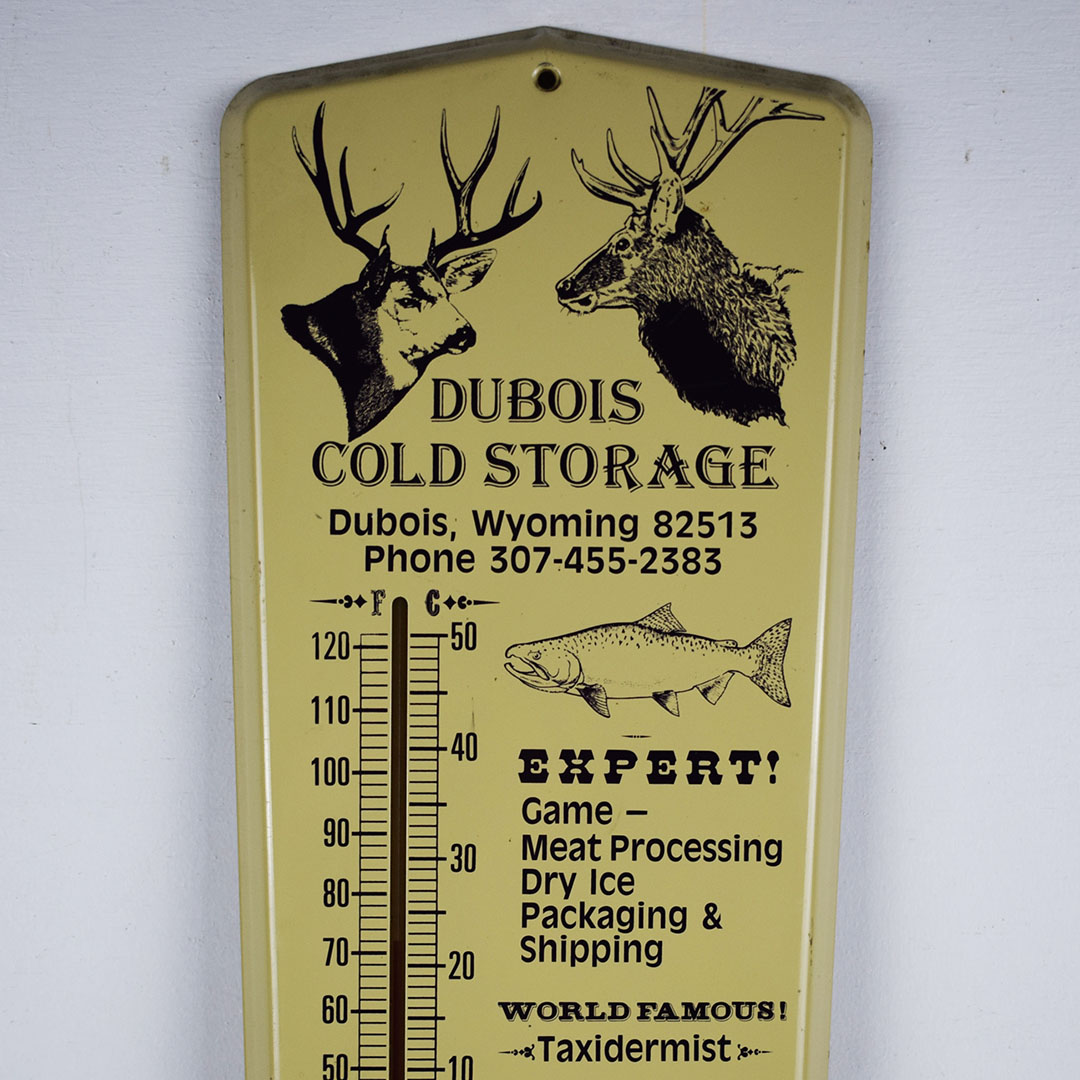 DUBOIS
COLD STORAGE
Dubois, Wyoming 82513
Phone 307-455-2383
F C
120 50
110
40
100
90
30
80
70
20
60
50 10
EXPERT!
Game –
Meat Processing
Dry Ice
Packaging &
Shipping
WORLD FAMOUS!
Taxidermist